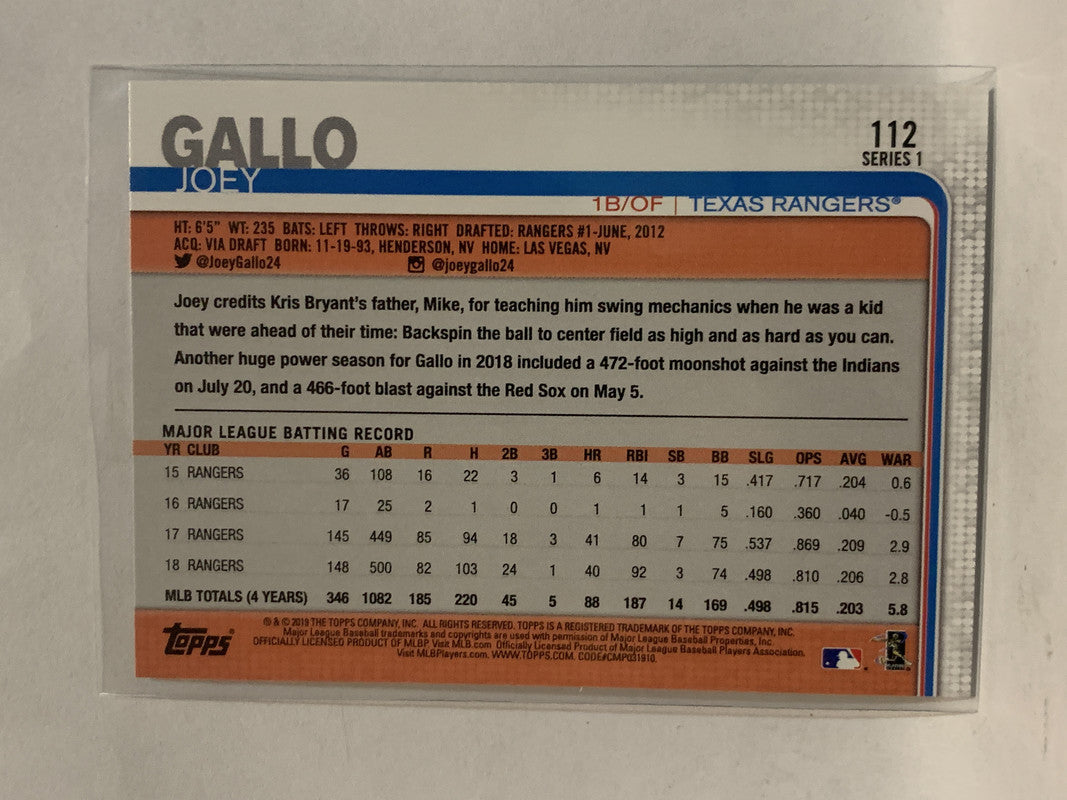 GALLO
JOEY
112
SERIES 1
1B/OF | TEXAS RANGERS®
HT: 6'5" WT: 235 BATS: LEFT THROWS: RIGHT DRAFTED: RANGERS #1-JUNE, 2012
ACQ: VIA DRAFT BORN: 11-19-93, HENDERSON, NV HOME: LAS VEGAS, NV
@JoeyGallo24 @joeygallo24
Joey credits Kris Bryant's father, Mike, for teaching him swing mechanics when he was a kid
that were ahead of their time: Backspin the ball to center field as high and as hard as you can.
Another huge power season for Gallo in 2018 included a 472-foot moonshot against the Indians
on July 20, and a 466-foot blast against the Red Sox on May 5.
MAJOR LEAGUE BATTING RECORD
YR CLUB G AB R H 2B 3B HR RBI SB BB SLG OPS AVG WAR
15 RANGERS 36 108 16 22 3 1 6 14 3 15 .417 .717 .204 0.6
16 RANGERS 17 25 2 1 0 0 1 1 1 5 .160 .360 .040 -0.5
17 RANGERS 145 449 85 94 18 3 41 80 7 75 .537 .869 .209 2.9
18 RANGERS 148 500 82 103 24 1 40 92 3 74 .498 .810 .206 2.8
MLB TOTALS (4 YEARS) 346 1082 185 220 45 5 88 187 14 169 .498 .815 .203 5.8
topps®
® & © 2019 THE TOPPS COMPANY, INC. ALL RIGHTS RESERVED. TOPPS IS A REGISTERED TRADEMARK OF THE TOPPS COMPANY, INC.
Major League Baseball trademarks and copyrights are used with permission of Major League Baseball Properties, Inc.
OFFICIALLY LICENSED PRODUCT OF MLBP. Visit MLB.com Officially Licensed Product of Major League Baseball Players Association.
Visit MLBPlayers.com. WWW.TOPPS.COM. CODE#CMP031910.